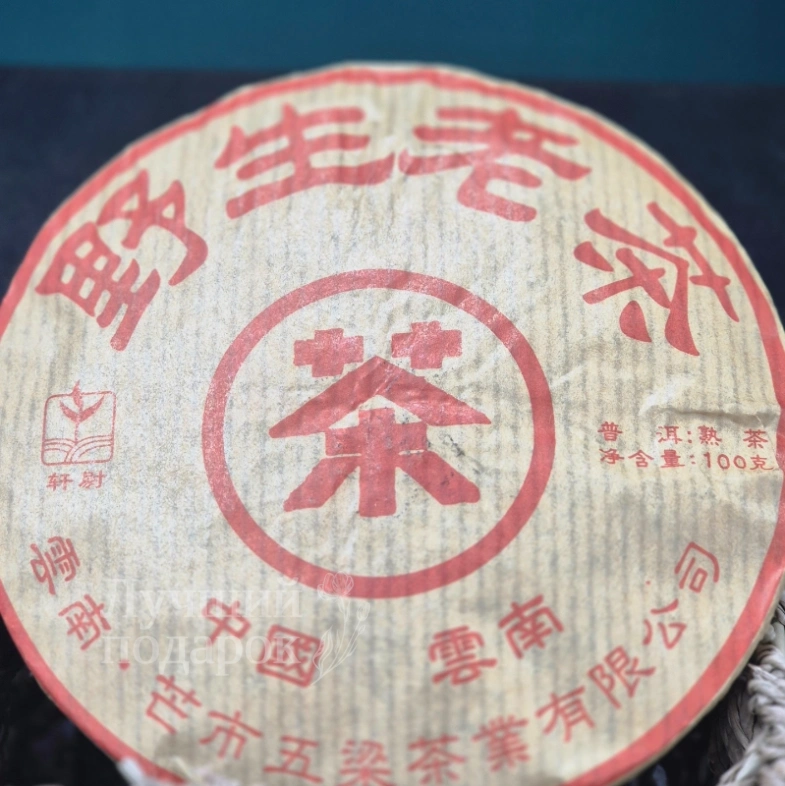 野生老茶
茶
轩尉
普洱:熟茶
净含量:100克
中國 雲南
雲南·芒市五梁茶業有限公司
Лучший
подарок